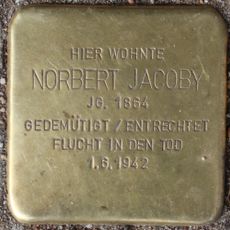 HIER WOHNTE
NORBERT JACOBY
JG. 1864
GEDEMÜTIGT / ENTRECHTET
FLUCHT IN DEN TOD
1.6.1942